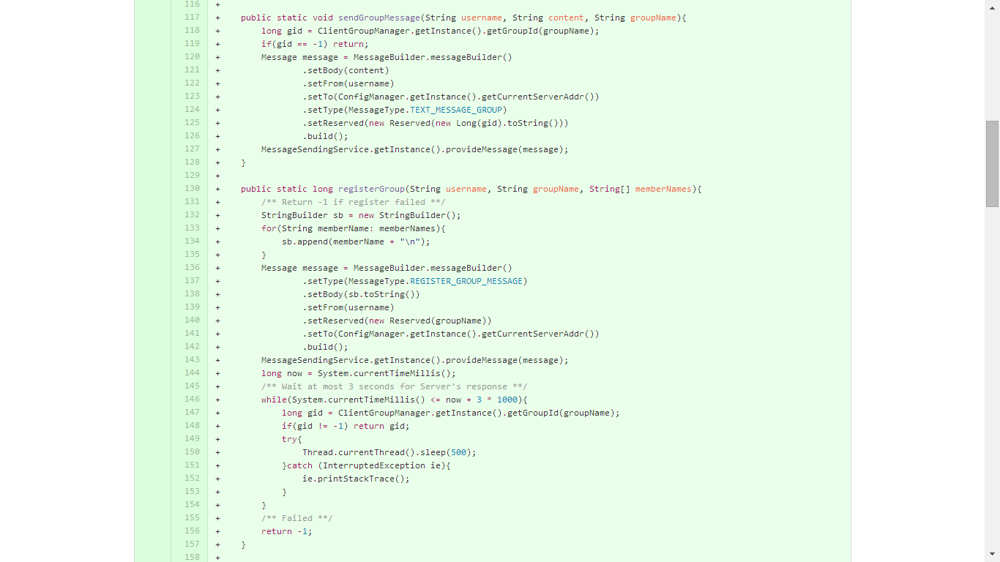 116 +
117 + public static void sendGroupMessage(String username, String content, String groupName){
118 + long gid = ClientGroupManager.getInstance().getGroupId(groupName);
119 + if(gid == -1) return;
120 + Message message = MessageBuilder.messageBuilder()
121 + .setBody(content)
122 + .setFrom(username)
123 + .setTo(ConfigManager.getInstance().getCurrentServerAddr())
124 + .setType(MessageType.TEXT_MESSAGE_GROUP)
125 + .setReserved(new Reserved(new Long(gid).toString()))
126 + .build();
127 + MessageSendingService.getInstance().provideMessage(message);
128 + }
129 +
130 + public static long registerGroup(String username, String groupName, String[] memberNames){
131 + /** Return -1 if register failed **/
132 + StringBuilder sb = new StringBuilder();
133 + for(String memberName: memberNames){
134 + sb.append(memberName + "\n");
135 + }
136 + Message message = MessageBuilder.messageBuilder()
137 + .setType(MessageType.REGISTER_GROUP_MESSAGE)
138 + .setBody(sb.toString())
139 + .setFrom(username)
140 + .setReserved(new Reserved(groupName))
141 + .setTo(ConfigManager.getInstance().getCurrentServerAddr())
142 + .build();
143 + MessageSendingService.getInstance().provideMessage(message);
144 + long now = System.currentTimeMillis();
145 + /** Wait at most 3 seconds for Server's response **/
146 + while(System.currentTimeMillis() <= now + 3 * 1000){
147 + long gid = ClientGroupManager.getInstance().getGroupId(groupName);
148 + if(gid != -1) return gid;
149 + try{
150 + Thread.currentThread().sleep(500);
151 + }catch (InterruptedException ie){
152 + ie.printStackTrace();
153 + }
154 + }
155 + /** Failed **/
156 + return -1;
157 + }
158 +